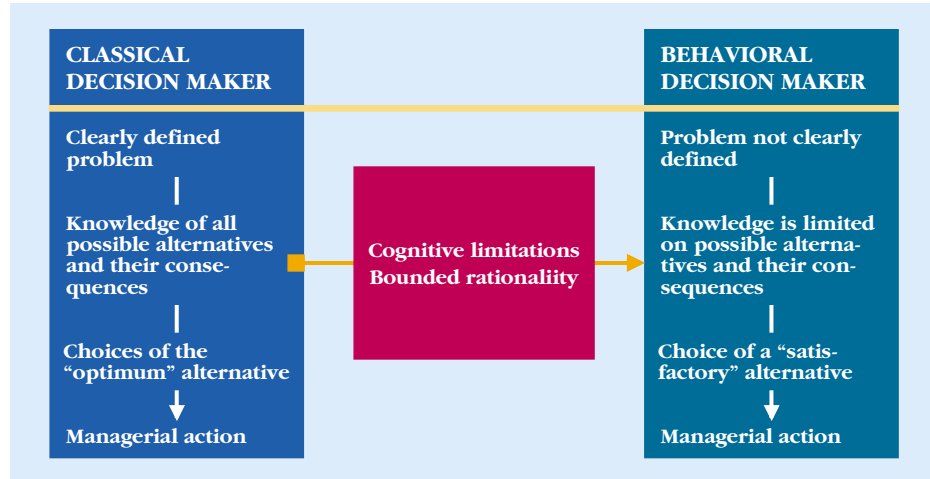 CLASSICAL
DECISION MAKER
Clearly defined
problem
Knowledge of all
possible alternatives
and their conse-
quences
Choices of the
“optimum” alternative
Managerial action
Cognitive limitations
Bounded rationaliity
BEHAVIORAL
DECISION MAKER
Problem not clearly
defined
Knowledge is limited
on possible alterna-
tives and their con-
sequences
Choice of a “satis-
factory” alternative
Managerial action